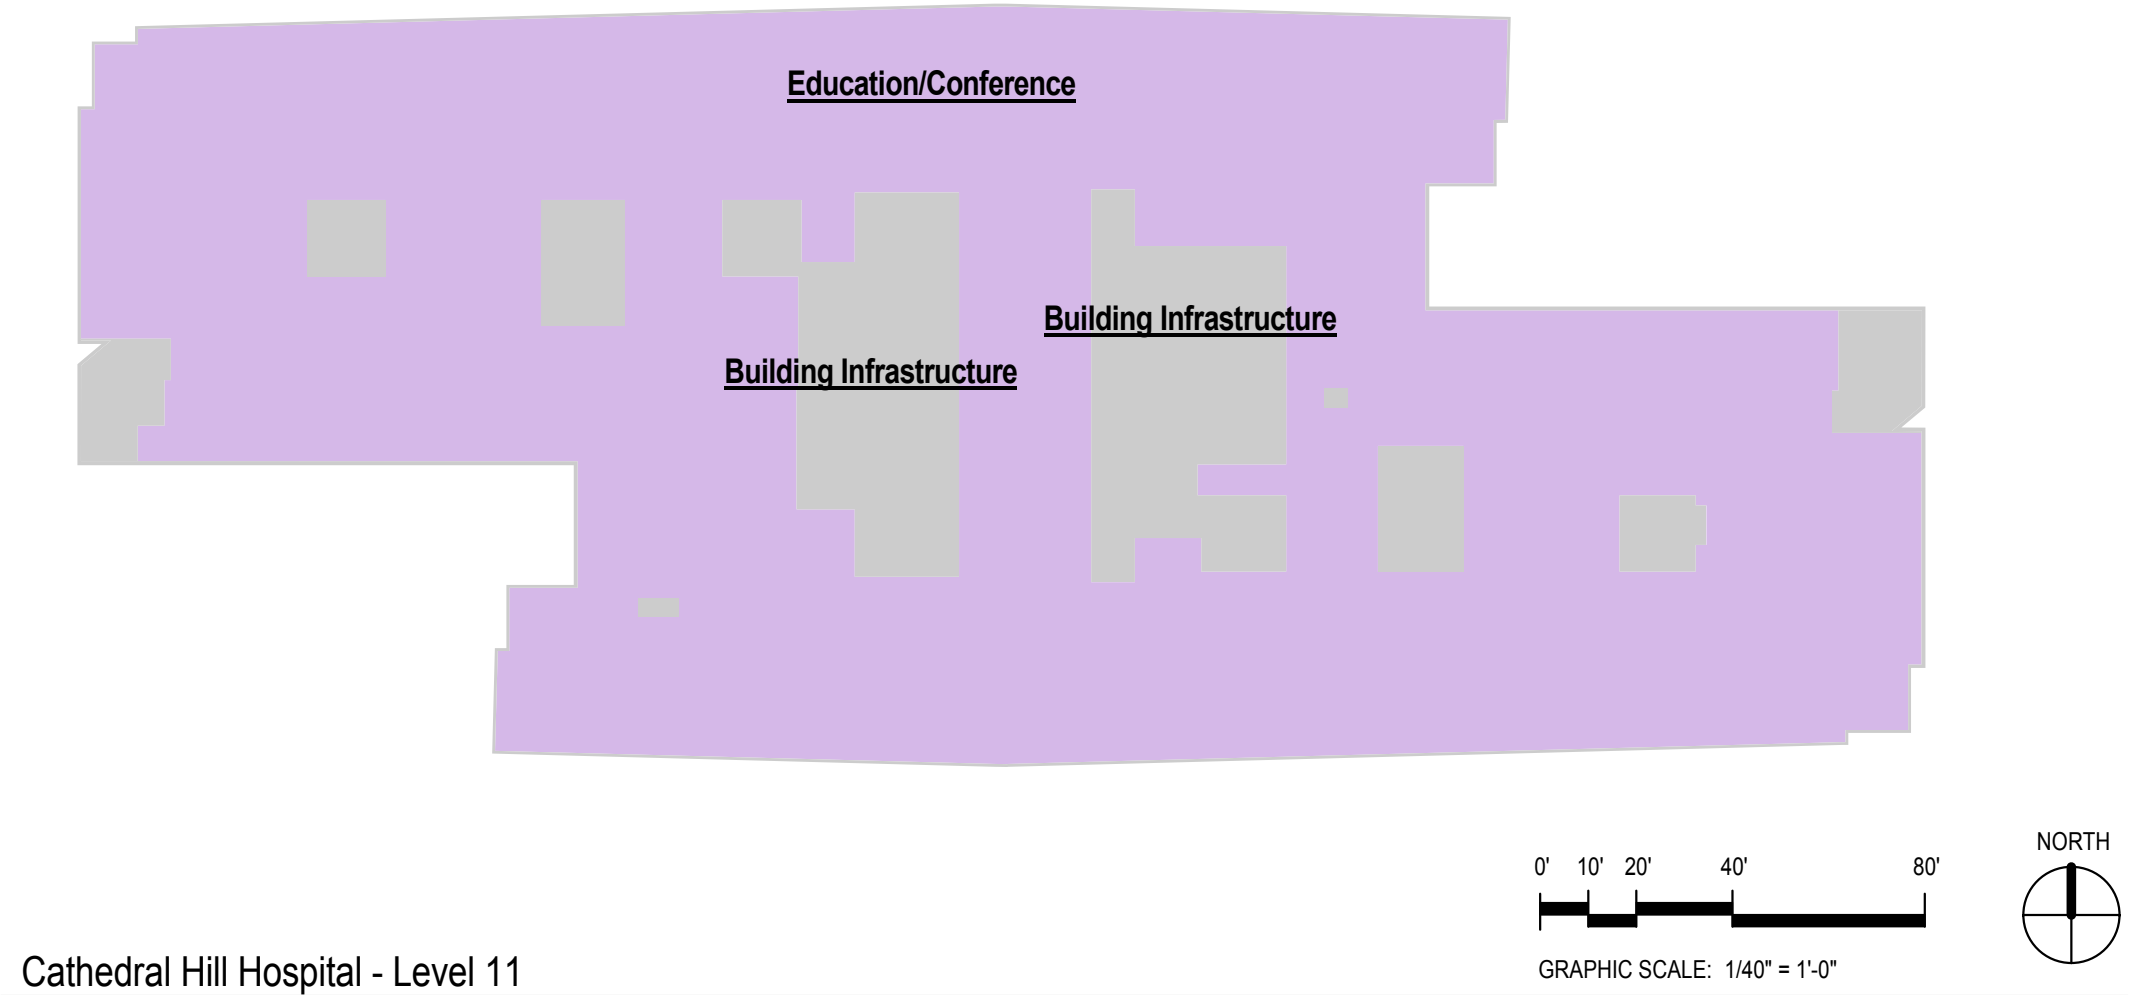 Education/Conference
Building Infrastructure
Building Infrastructure
NORTH
0' 10' 20' 40' 80'
GRAPHIC SCALE: 1/40" = 1'-0"
Cathedral Hill Hospital - Level 11